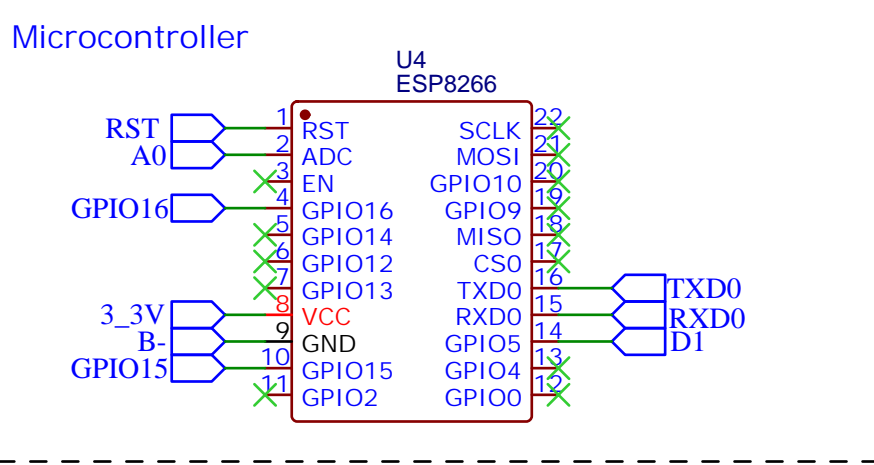 Microcontroller
U4
ESP8266
RST 1 RST SCLK 22
A0 2 ADC MOSI 21
3 EN GPIO10 20
GPIO16 4 GPIO16 GPIO9 19
5 GPIO14 MISO 18
6 GPIO12 CS0 17
7 GPIO13 TXD0 16 TXD0
3_3V 8 VCC RXD0 15 RXD0
B- 9 GND GPIO5 14 D1
GPIO15 10 GPIO15 GPIO4 13
11 GPIO2 GPIO0 12